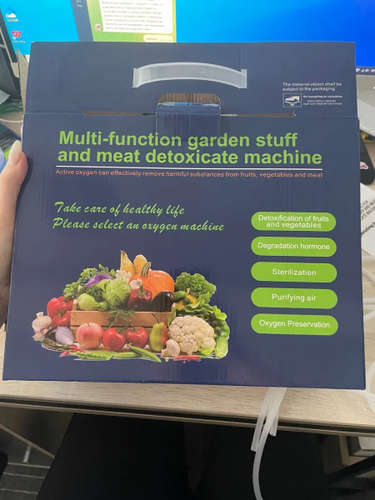 The material object shall be
subject to the packaging
Multi-function garden stuff
and meat detoxicate machine
Active oxygen can effectively remove harmful substances from fruits, vegetables and meat
Take care of healthy life
Please select an oxygen machine
Detoxification of fruits
and vegetables
Degradation hormone
Sterilization
Purifying air
Oxygen Preservation